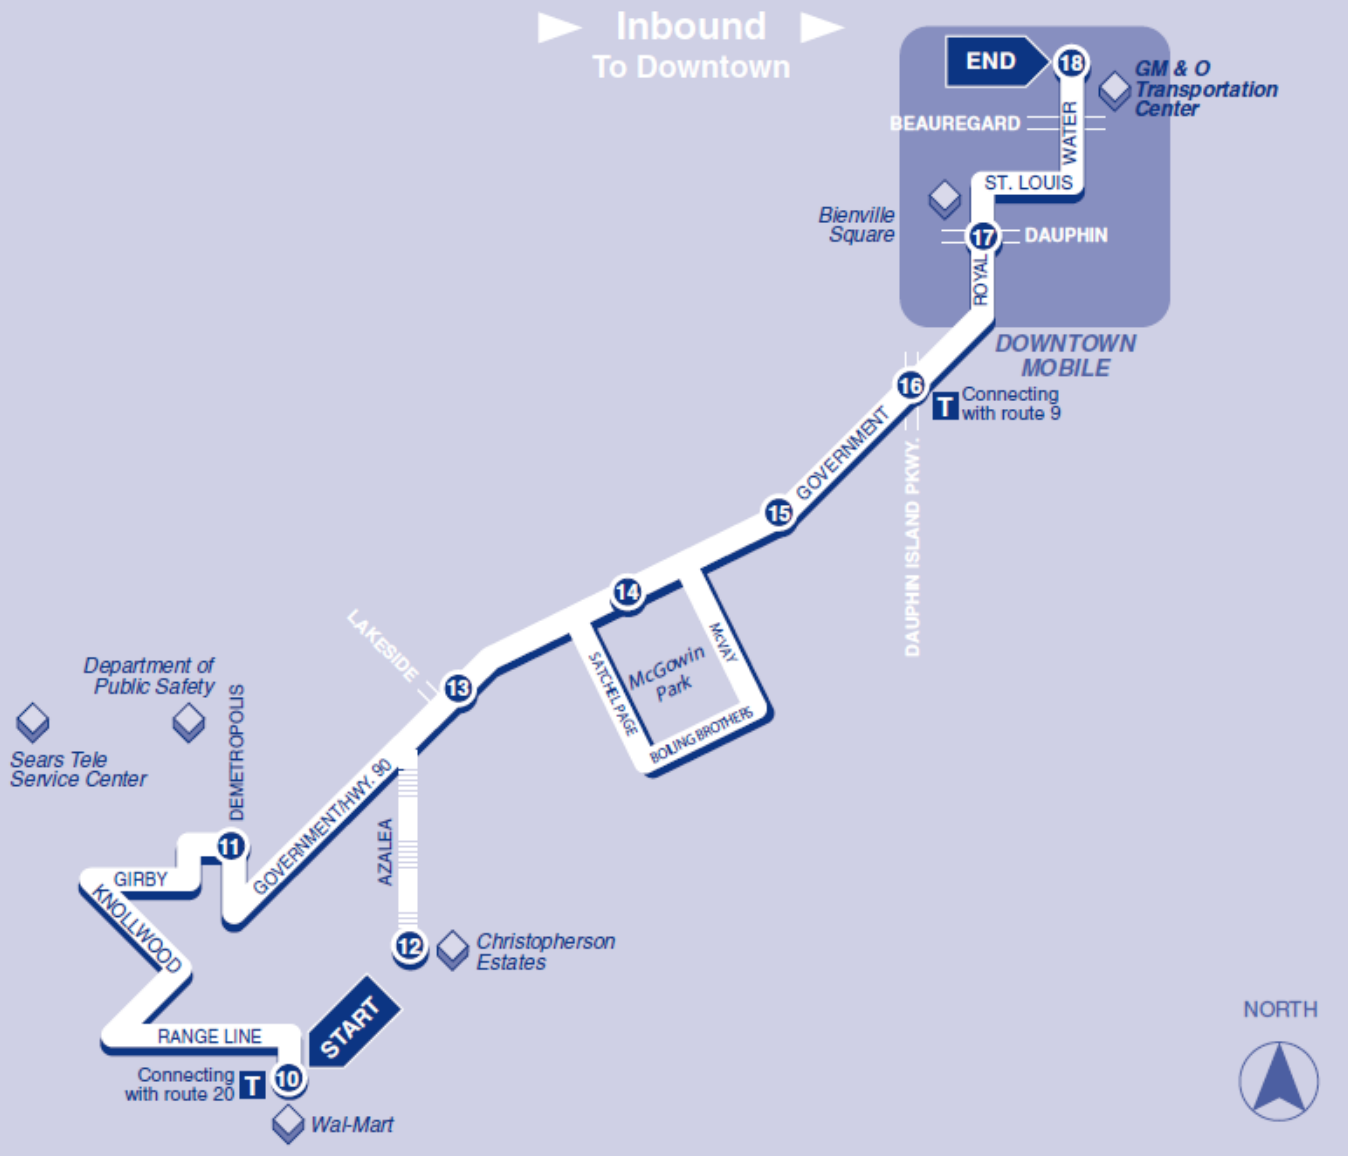 Inbound
To Downtown
END
18
GM & O
Transportation
Center
BEAUREGARD
WATER
ST. LOUIS
Bienville
Square
17
DAUPHIN
ROYAL
DOWNTOWN
MOBILE
16
T
Connecting
with route 9
GOVERNMENT
DAUPHIN ISLAND PKWY.
15
14
McVAY
McGowin
Park
SATCHEL PAGE
BOILING BROTHERS
LAKESIDE
13
Department of
Public Safety
DEMETROPOLIS
Sears Tele
Service Center
GOVERNMENT/HWY. 90
AZALEA
11
GIRBY
KNOLLWOOD
12
Christopherson
Estates
START
RANGE LINE
Connecting
with route 20
T
10
Wal-Mart
NORTH